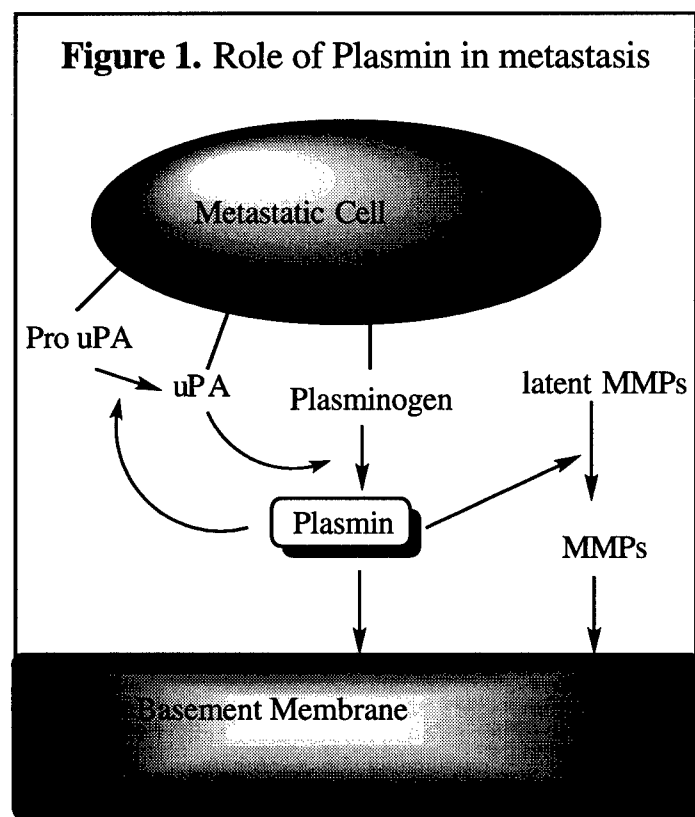 Figure 1. Role of Plasmin in metastasis
Metastatic Cell
Pro uPA
uPA
Plasminogen
latent MMPs
Plasmin
MMPs
Basement Membrane